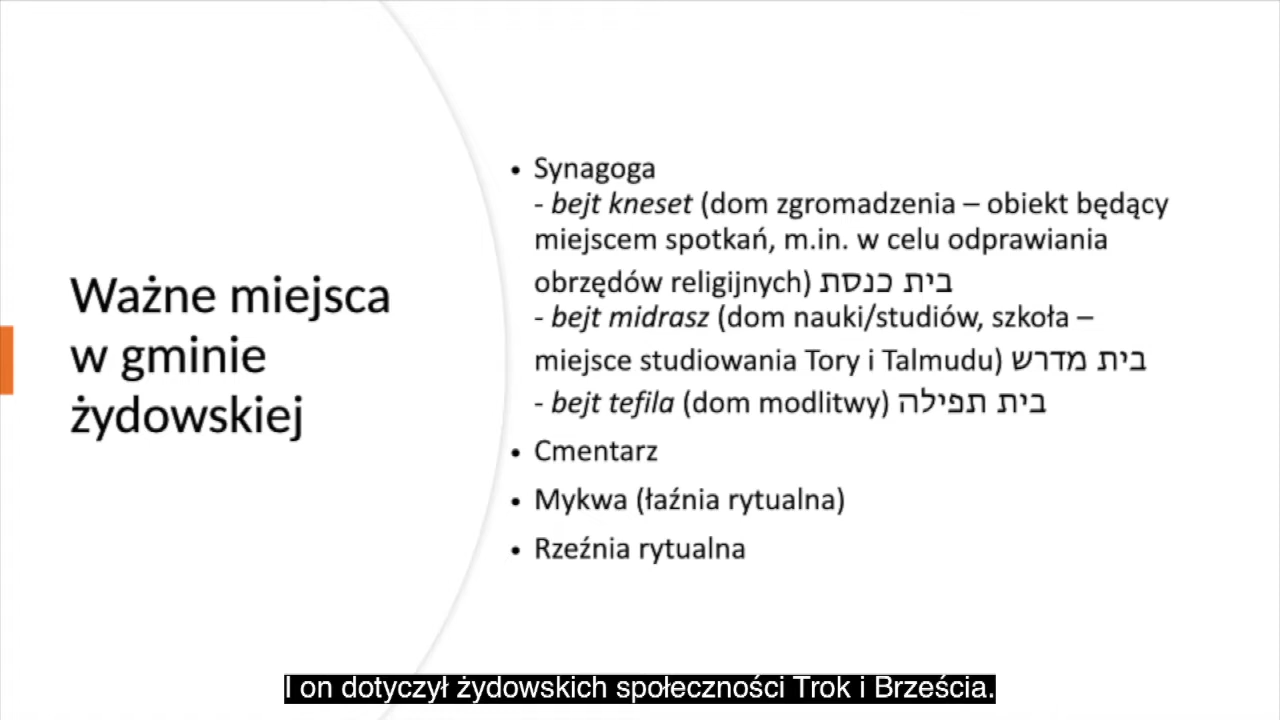 Ważne miejsca
w gminie
żydowskiej
• Synagoga
- bejt kneset (dom zgromadzenia – obiekt będący
miejscem spotkań, m.in. w celu odprawiania
obrzędów religijnych) בית כנסת
- bejt midrasz (dom nauki/studiów, szkoła –
miejsce studiowania Tory i Talmudu) בית מדרש
- bejt tefila (dom modlitwy) בית תפילה
• Cmentarz
• Mykwa (łaźnia rytualna)
• Rzeźnia rytualna
I on dotyczył żydowskich społeczności Trok i Brześcia.